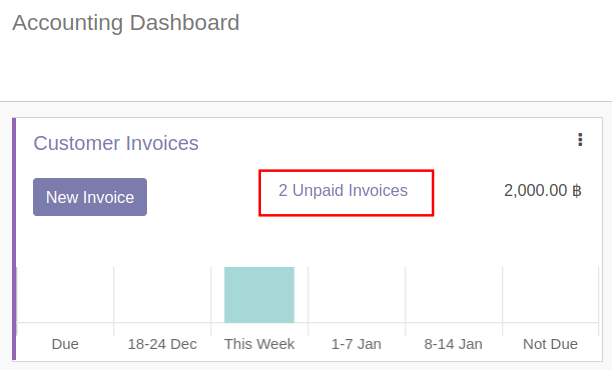 Accounting Dashboard
Customer Invoices
New Invoice 2 Unpaid Invoices 2,000.00 ฿
Due 18-24 Dec This Week 1-7 Jan 8-14 Jan Not Due